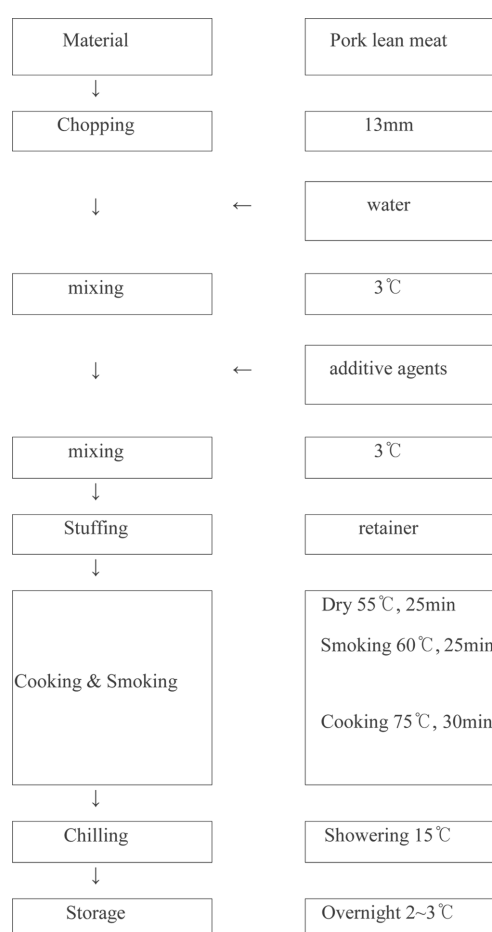 Material
Pork lean meat
↓
Chopping
13mm
↓
←
water
mixing
3℃
↓
←
additive agents
mixing
3℃
↓
Stuffing
retainer
↓
Cooking & Smoking
Dry 55℃, 25min
Smoking 60℃, 25min
Cooking 75℃, 30min
↓
Chilling
Showering 15℃
↓
Storage
Overnight 2~3℃